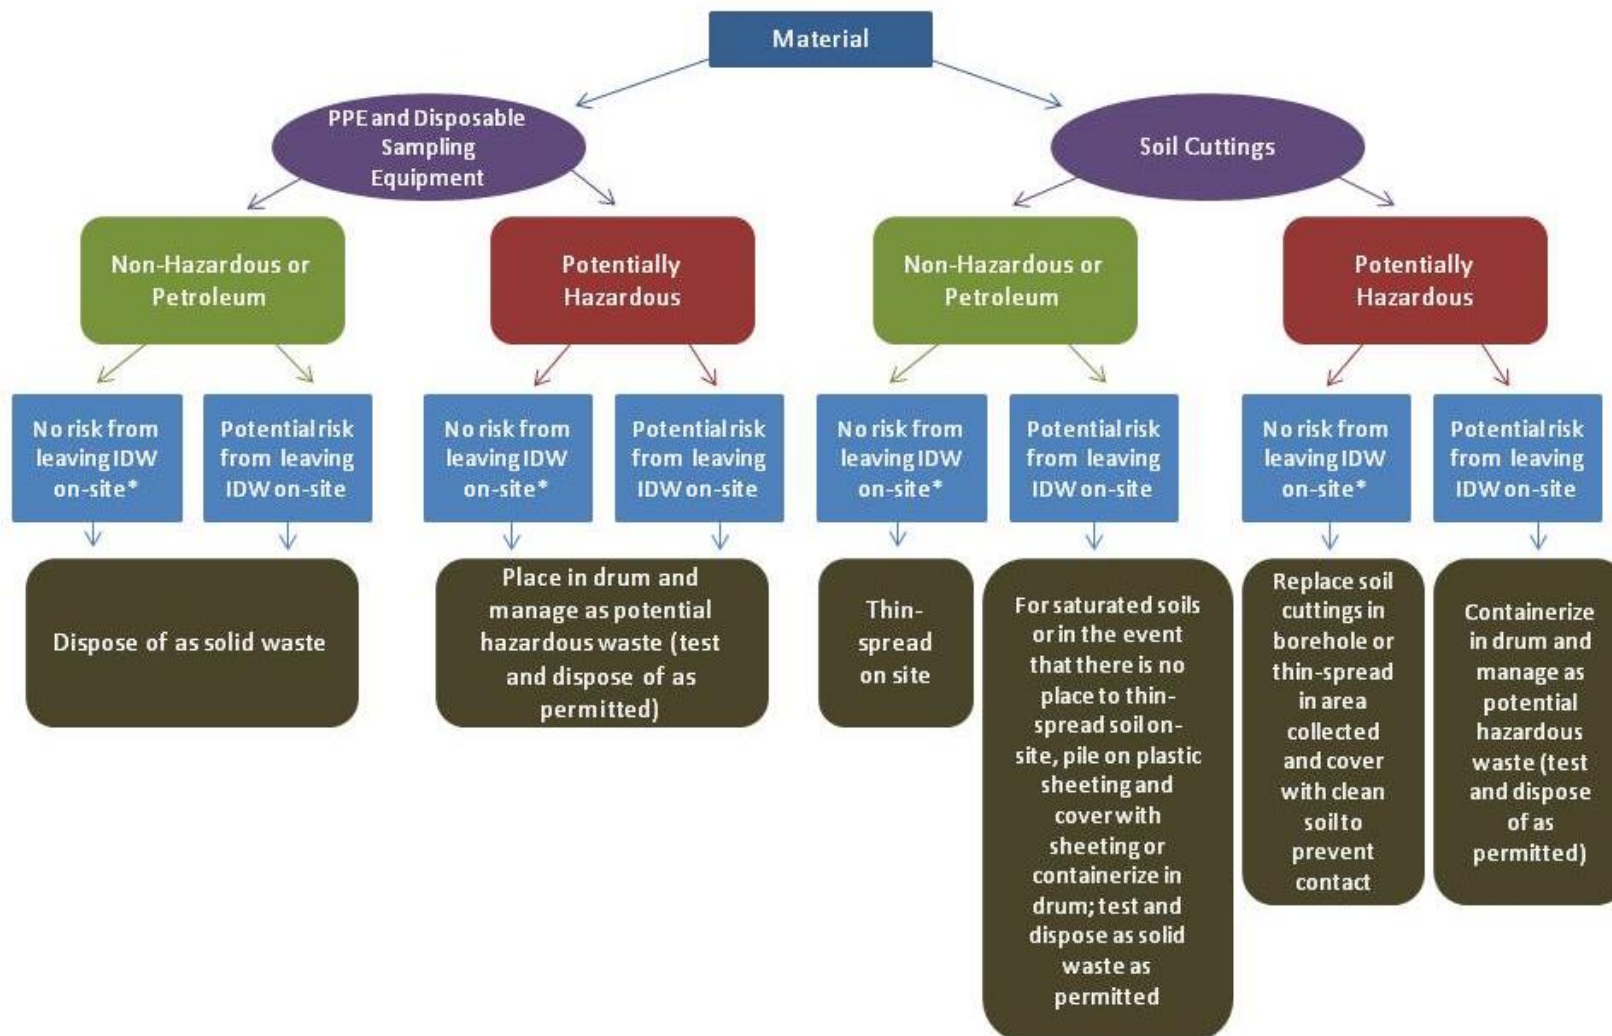 Material
PPE and Disposable
Sampling
Equipment
Soil Cuttings
Non-Hazardous or
Petroleum
Potentially
Hazardous
Non-Hazardous or
Petroleum
Potentially
Hazardous
No risk from
leaving IDW
on-site*
Potential risk
from leaving
IDW on-site
No risk from
leaving IDW
on-site*
Potential risk
from leaving
IDW on-site
No risk from
leaving IDW
on-site*
Potential risk
from leaving
IDW on-site
No risk from
leaving IDW
on-site*
Potential risk
from leaving
IDW on-site
Dispose of as solid waste
Place in drum and
manage as potential
hazardous waste (test
and dispose of as
permitted)
Thin-
spread
on site
For saturated soils
or in the event
that there is no
place to thin-
spread soil on-
site, pile on plastic
sheeting and
cover with
sheeting or
containerize in
drum; test and
dispose as solid
waste as
permitted
Replace soil
cuttings in
borehole or
thin-spread
in area
collected
and cover
with clean
soil to
prevent
contact
Containerize
in drum and
manage as
potential
hazardous
waste (test
and dispose
of as
permitted)